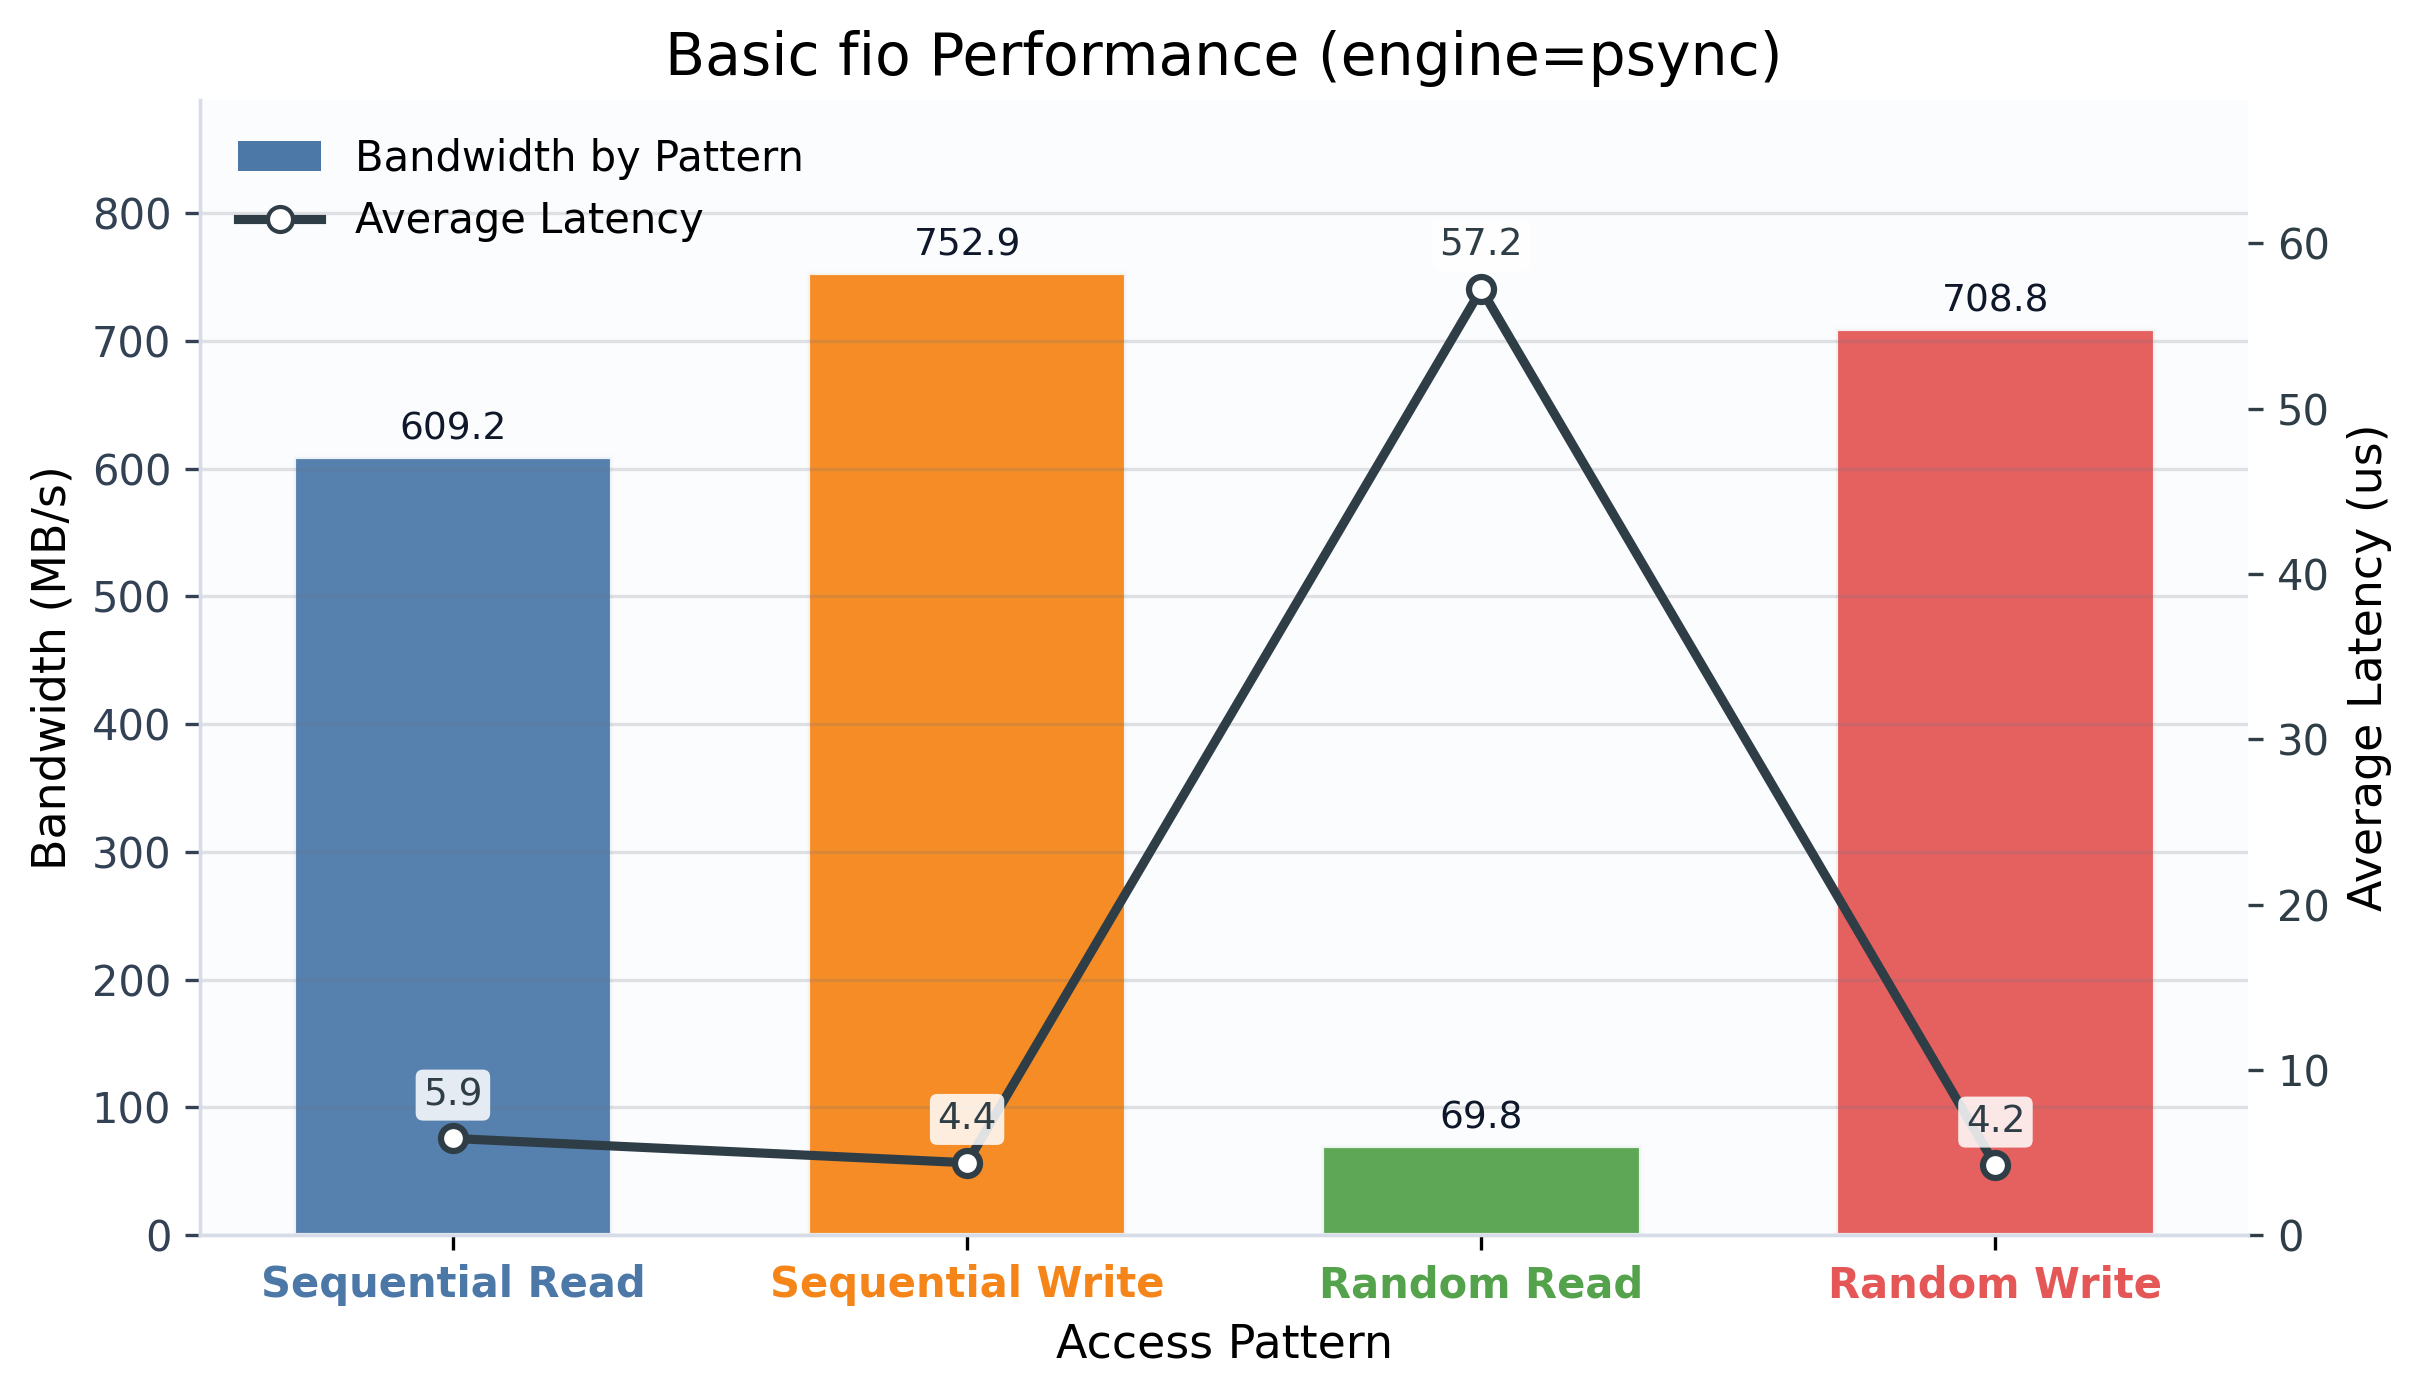 Basic fio Performance (engine=psync)
Bandwidth by Pattern
Average Latency
Bandwidth (MB/s)
800
700
600
500
400
300
200
100
0
609.2
752.9
57.2
708.8
5.9
4.4
69.8
4.2
60
50
40
30
20
10
0
Average Latency (us)
Sequential Read
Sequential Write
Random Read
Random Write
Access Pattern